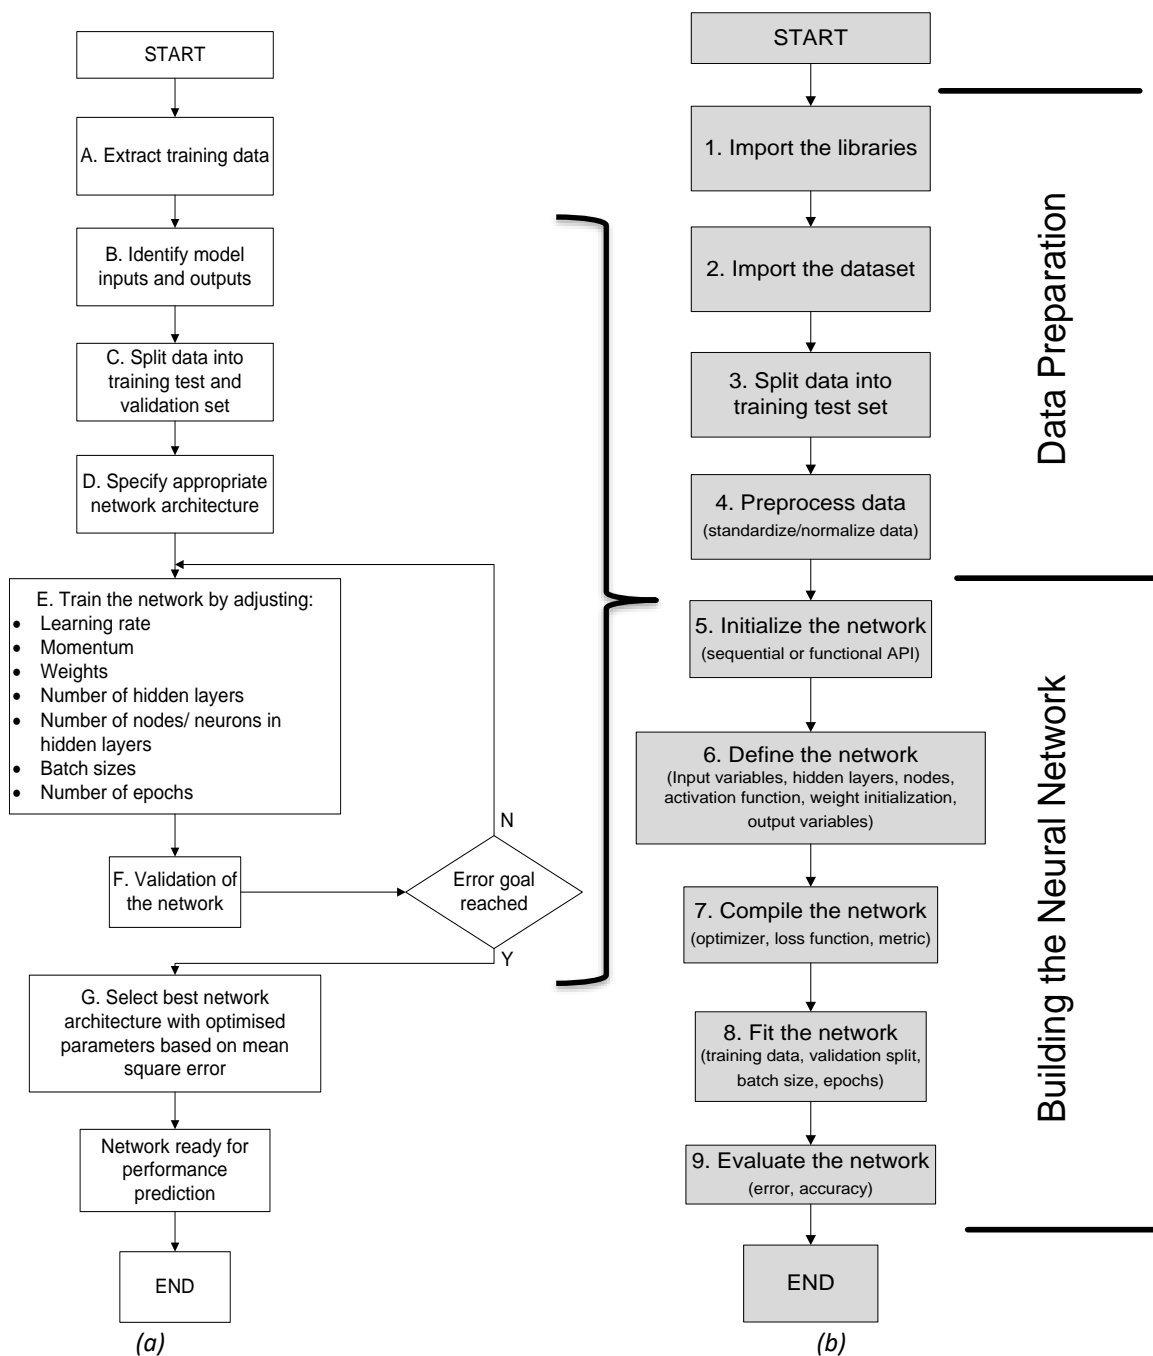 START
A. Extract training data
B. Identify model
inputs and outputs
C. Split data into
training test and
validation set
D. Specify appropriate
network architecture
E. Train the network by adjusting:
• Learning rate
• Momentum
• Weights
• Number of hidden layers
• Number of nodes/ neurons in
hidden layers
• Batch sizes
• Number of epochs
F. Validation of
the network
Error goal
reached
N
Y
G. Select best network
architecture with optimised
parameters based on mean
square error
Network ready for
performance
prediction
END
(a)
START
1. Import the libraries
2. Import the dataset
3. Split data into
training test set
4. Preprocess data
(standardize/normalize data)
5. Initialize the network
(sequential or functional API)
6. Define the network
(Input variables, hidden layers, nodes,
activation function, weight initialization,
output variables)
7. Compile the network
(optimizer, loss function, metric)
8. Fit the network
(training data, validation split,
batch size, epochs)
9. Evaluate the network
(error, accuracy)
END
(b)
Data Preparation
Building the Neural Network